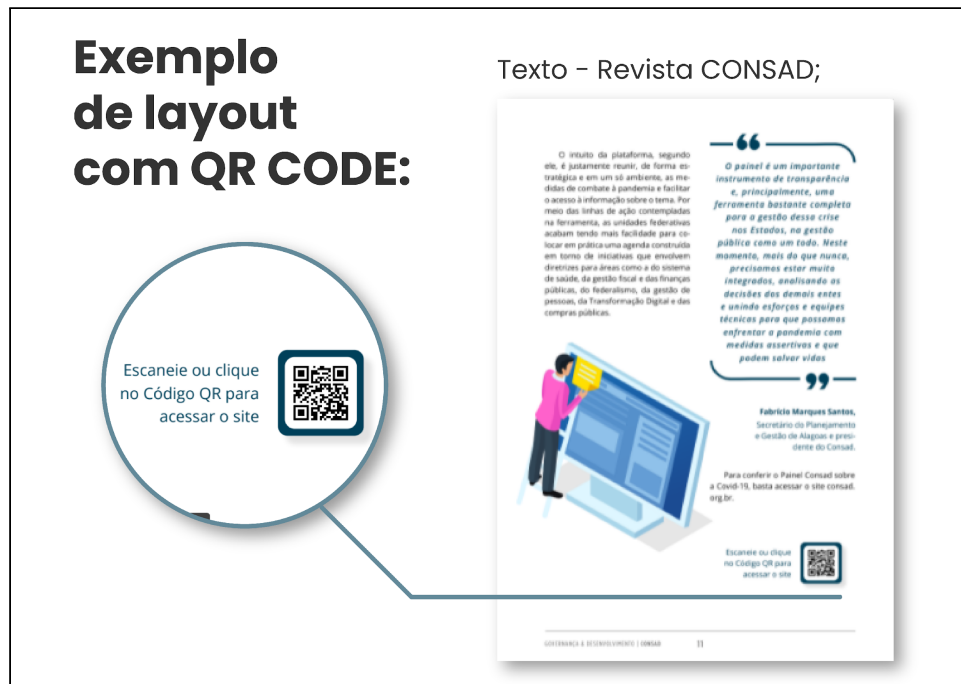 Exemplo
de layout
com QR CODE:
Texto - Revista CONSAD;
Escaneie ou clique
no Código QR para
acessar o site
O intuito da plataforma, segundo
ele, é justamente reunir, de forma es-
tratégica e em um só ambiente, as me-
didas de combate à pandemia e facilitar
o acesso à informação sobre o tema. Por
meio das linhas de ação contempladas
na ferramenta, as unidades federativas
acabam tendo mais facilidade para co-
locar em prática uma agenda construída
em torno de iniciativas que envolvem
diretrizes para áreas como a do sistema
de saúde, da gestão fiscal e das finanças
públicas, do federalismo, da gestão de
pessoas, da Transformação Digital e das
compras públicas.
“
O painel é um importante
instrumento de transparência
e, principalmente, uma
ferramenta bastante completa
para a gestão dessa crise
nos Estados, na gestão
pública como um todo. Neste
momento, mais do que nunca,
precisamos estar muito
integrados, analisando as
decisões dos demais entes
e unindo esforços e equipes
técnicas para que possamos
enfrentar a pandemia com
medidas assertivas e que
podem salvar vidas
”
Fabrício Marques Santos,
Secretário do Planejamento
e Gestão de Alagoas e presi-
dente do Consad.
Para conferir o Painel Consad sobre
a Covid-19, basta acessar o site consad.
org.br.
Escaneie ou clique
no Código QR para
acessar o site
GOVERNANÇA & DESENVOLVIMENTO | CONSAD 11